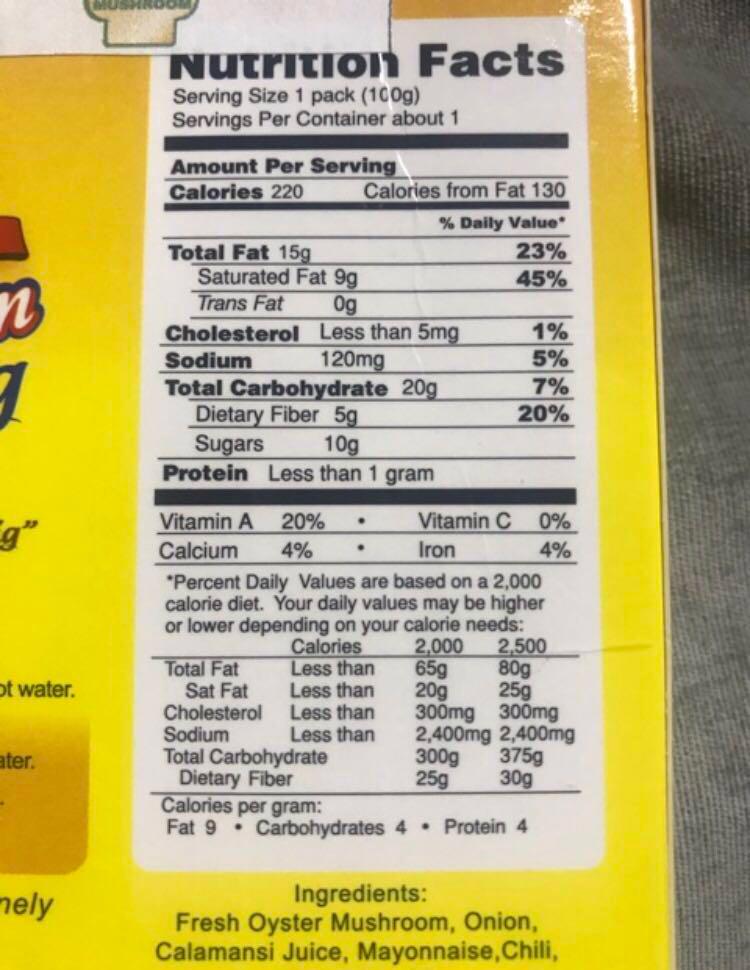 MUSHROOM
Nutrition Facts
Serving Size 1 pack (100g)
Servings Per Container about 1
Amount Per Serving
Calories 220 Calories from Fat 130
% Daily Value*
Total Fat 15g 23%
Saturated Fat 9g 45%
Trans Fat 0g
Cholesterol Less than 5mg 1%
Sodium 120mg 5%
Total Carbohydrate 20g 7%
Dietary Fiber 5g 20%
Sugars 10g
Protein Less than 1 gram
Vitamin A 20% • Vitamin C 0%
Calcium 4% • Iron 4%
*Percent Daily Values are based on a 2,000
calorie diet. Your daily values may be higher
or lower depending on your calorie needs:
Calories 2,000 2,500
Total Fat Less than 65g 80g
Sat Fat Less than 20g 25g
Cholesterol Less than 300mg 300mg
Sodium Less than 2,400mg 2,400mg
Total Carbohydrate 300g 375g
Dietary Fiber 25g 30g
Calories per gram:
Fat 9 • Carbohydrates 4 • Protein 4
Ingredients:
Fresh Oyster Mushroom, Onion,
Calamansi Juice, Mayonnaise,Chili,
water.